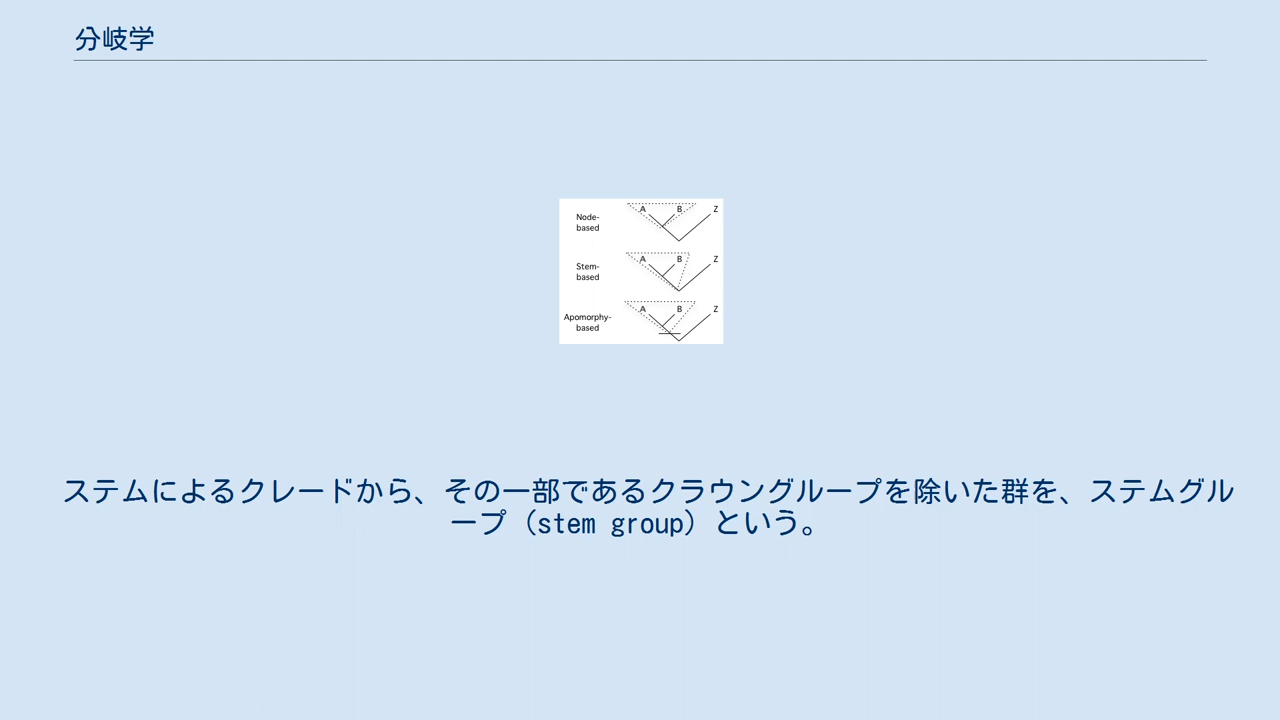 分岐学
Node-
based
A B Z
Stem-
based
A B Z
Apomorphy-
based
A B Z
ステムによるクレードから、その一部であるクラウングループを除いた群を、ステムグル
ープ（stem group）という。